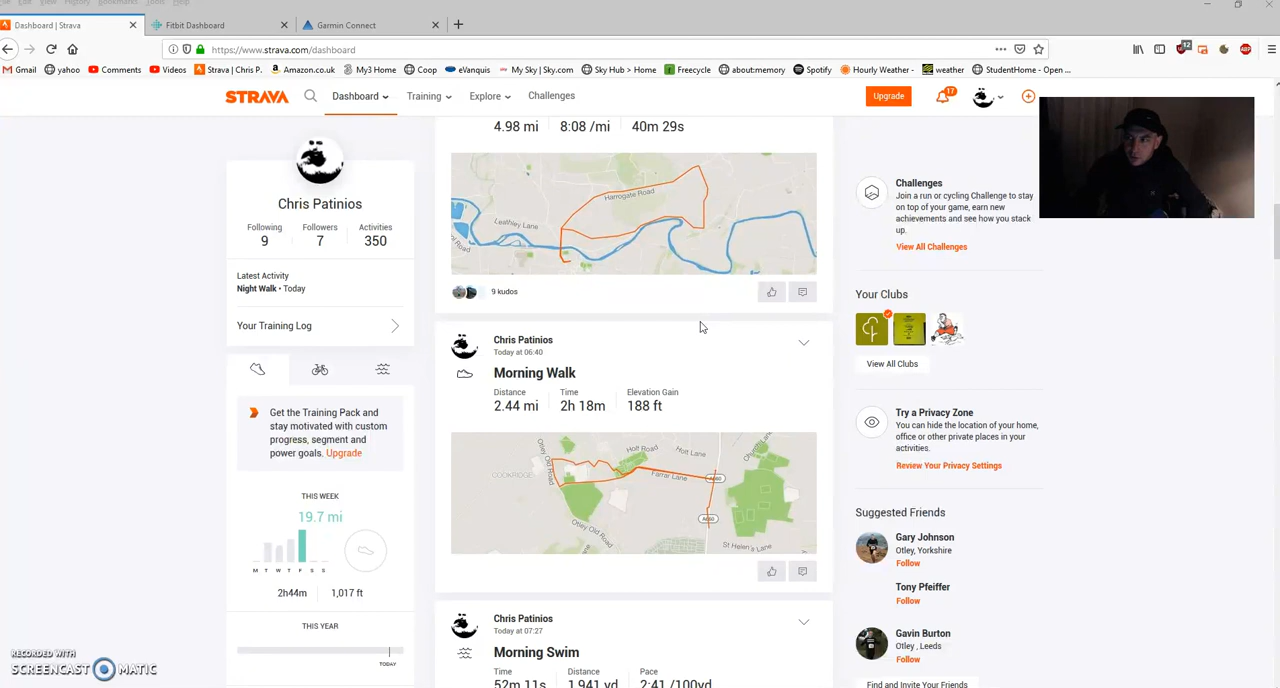 Dashboard | Strava
Fitbit Dashboard
Garmin Connect
https://www.strava.com/dashboard
Gmail
yahoo
Comments
Videos
Strava | Chris P.
Amazon.co.uk
My3 Home
Coop
eVanquis
My Sky | Sky.com
Sky Hub > Home
Freecycle
about:memory
Spotify
Hourly Weather -
weather
StudentHome - Open ...
12
ABP
STRAVA
Dashboard
Training
Explore
Challenges
Upgrade
17
Chris Patinios
Following
9
Followers
7
Activities
350
Latest Activity
Night Walk • Today
Your Training Log
Get the Training Pack and
stay motivated with custom
progress, segment and
power goals. Upgrade
THIS WEEK
19.7 mi
M T W T F S S
2h44m
1,017 ft
THIS YEAR
TODAY
RECORDED WITH
SCREENCAST MATIC
4.98 mi
8:08 /mi
40m 29s
Harrogate Road
Leathley Lane
9 kudos
Chris Patinios
Today at 06:40
Morning Walk
Distance
2.44 mi
Time
2h 18m
Elevation Gain
188 ft
Otley Old Road
Holt Road
Holt Lane
COOKRIDGE
Farrar Lane
A660
A660
Otley Old Road
St Helen's Lane
Chris Patinios
Today at 07:27
Morning Swim
Time
52m 11s
Distance
1,941 yd
Pace
2:41 /100yd
Challenges
Join a run or cycling Challenge to stay
on top of your game, earn new
achievements and see how you stack
up.
View All Challenges
Your Clubs
View All Clubs
Try a Privacy Zone
You can hide the location of your home,
office or other private places in your
activities.
Review Your Privacy Settings
Suggested Friends
Gary Johnson
Otley, Yorkshire
Follow
Tony Pfeiffer
Follow
Gavin Burton
Otley , Leeds
Follow
Find and Invite Your Friends